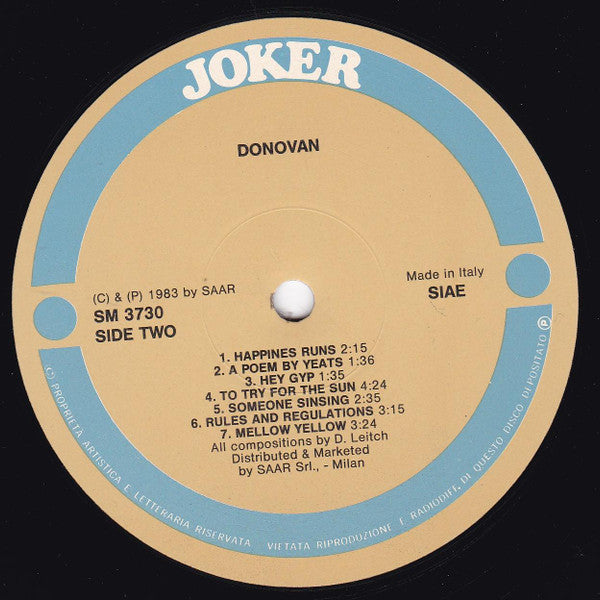 JOKER
DONOVAN
(C) & (P) 1983 by SAAR
SM 3730
SIDE TWO
Made in Italy
SIAE
1. HAPPINES RUNS 2:15
2. A POEM BY YEATS 1:36
3. HEY GYP 1:35
4. TO TRY FOR THE SUN 4:24
5. SOMEONE SINSING 2:35
6. RULES AND REGULATIONS 3:15
7. MELLOW YELLOW 3:24
All compositions by D. Leitch
Distributed & Marketed
by SAAR Srl., - Milan
(C) PROPRIETÀ ARTISTICA E LETTERARIA RISERVATA VIETATA RIPRODUZIONE E RADIODIFF. DI QUESTO DISCO DEPOSITATO Ⓟ